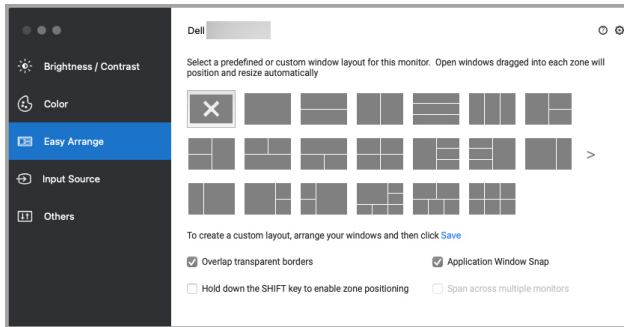 Dell
Brightness / Contrast
Color
Easy Arrange
Input Source
Others
Select a predefined or custom window layout for this monitor. Open windows dragged into each zone will
position and resize automatically
To create a custom layout, arrange your windows and then click Save
Overlap transparent borders
Application Window Snap
Hold down the SHIFT key to enable zone positioning
Span across multiple monitors